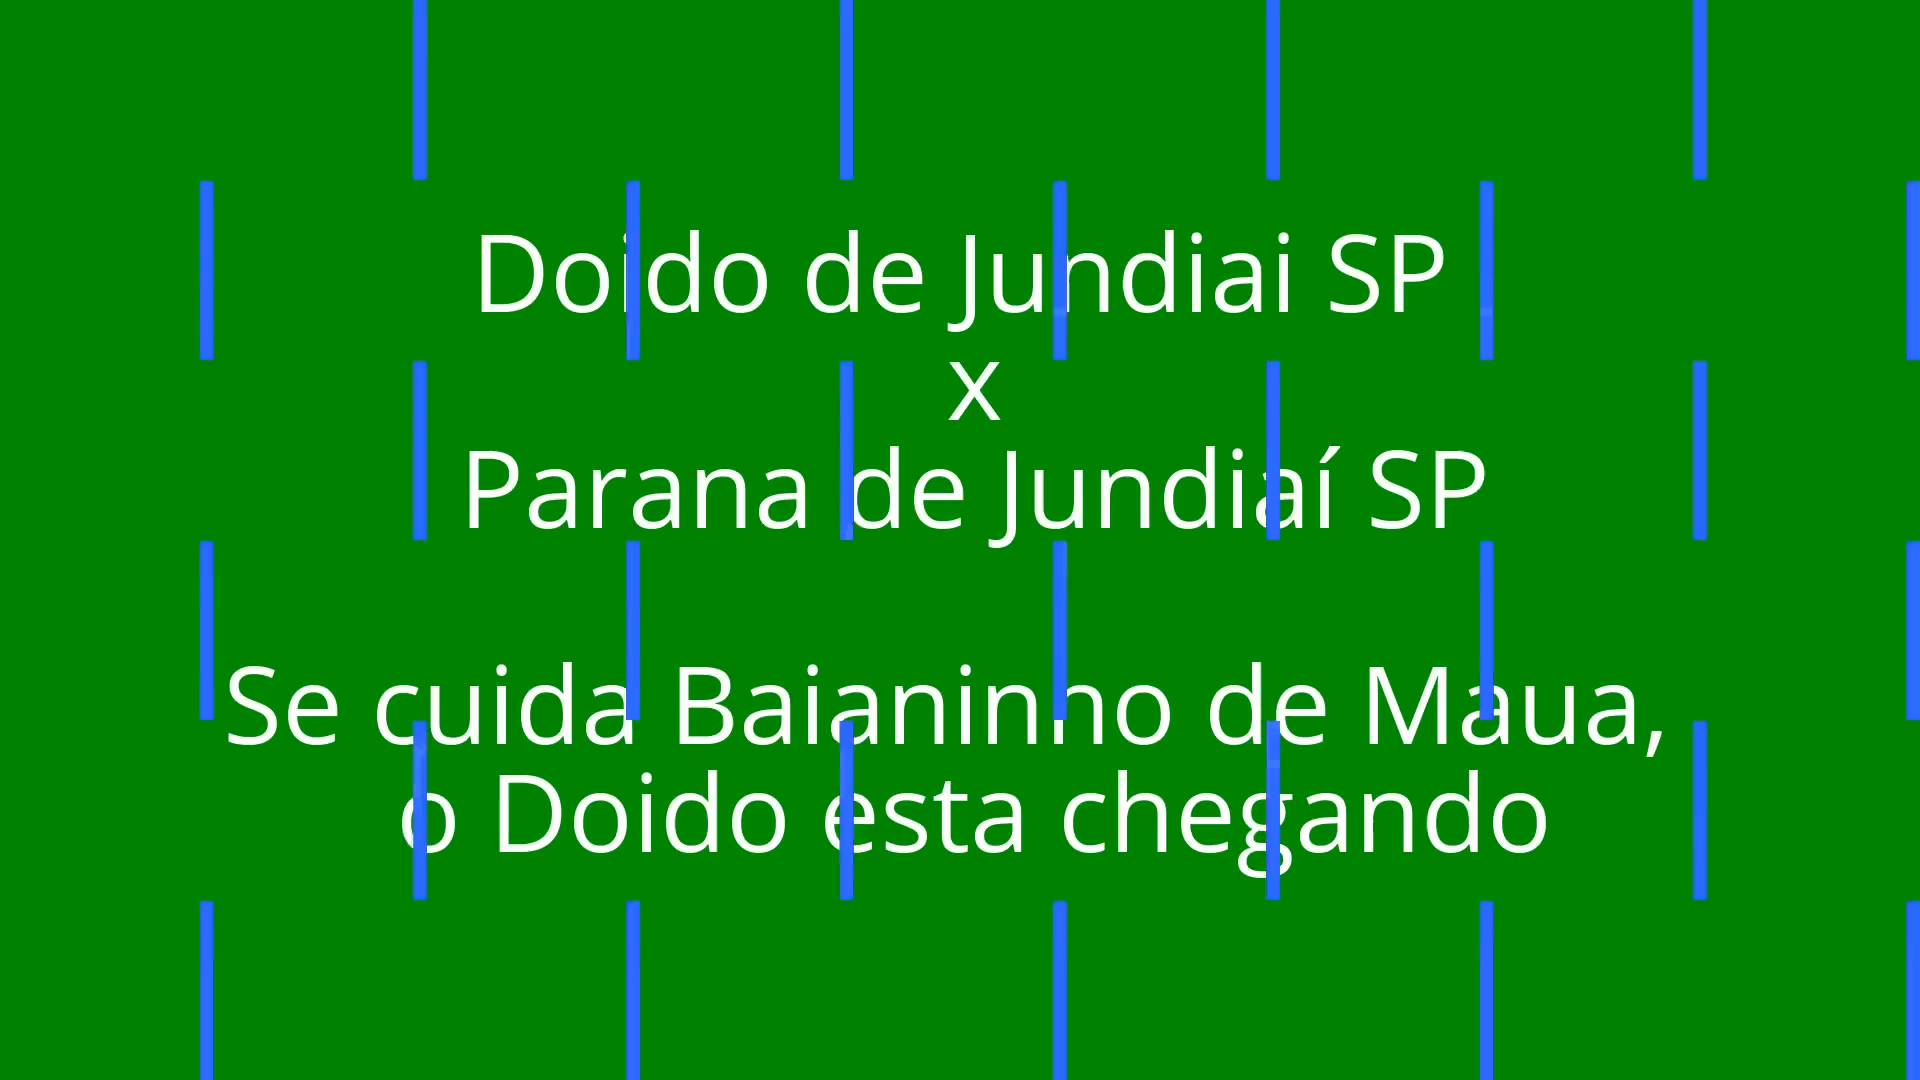 Doido de Jundiai SP
x
Parana de Jundiaí SP
Se cuida Baianinho de Maua,
o Doido esta chegando